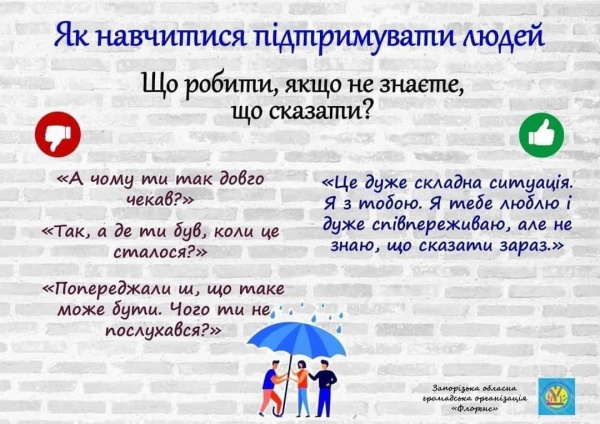 Як навчитися підтримувати людей
Що робити, якщо не знаєте,
що сказати?
«А чому ти так довго
чекав?»
«Так, а де ти був, коли це
сталося?»
«Попереджали ж, що таке
може бути. Чого ти не
послухався?»
«Це дуже складна ситуація.
Я з тобою. Я тебе люблю і
дуже співпереживаю, але не
знаю, що сказати зараз.»
Запорізька обласна
громадська організація
«Флоренс»